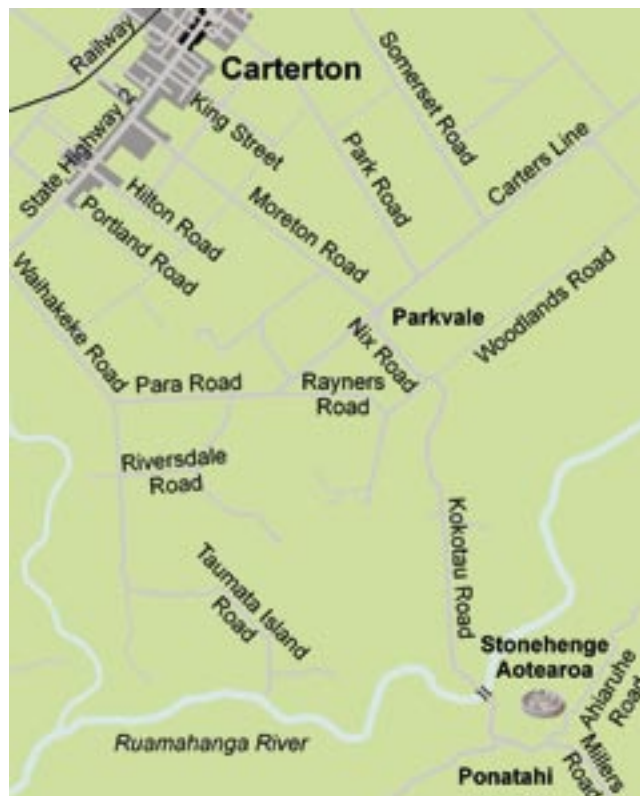 Railway
Carterton
Somerset Road
State Highway 2
King Street
Park Road
Carters Line
Hilton Road
Moreton Road
Portland Road
Waihakeke Road
Parkvale
Woodlands Road
Nix Road
Para Road
Rayners
Road
Riversdale
Road
Kokotau Road
Taumata Island
Road
Stonehenge
Aotearoa
Ahiaruhe
Road
Ruamahanga River
Millers
Road
Ponatahi